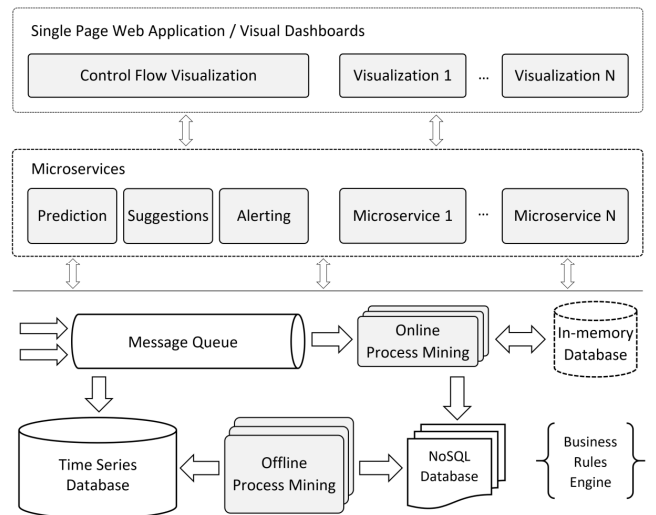 Single Page Web Application / Visual Dashboards
Control Flow Visualization
Visualization 1
...
Visualization N
Microservices
Prediction
Suggestions
Alerting
Microservice 1
...
Microservice N
Message Queue
Online
Process Mining
In-memory
Database
Time Series
Database
Offline
Process Mining
NoSQL
Database
Business
Rules
Engine